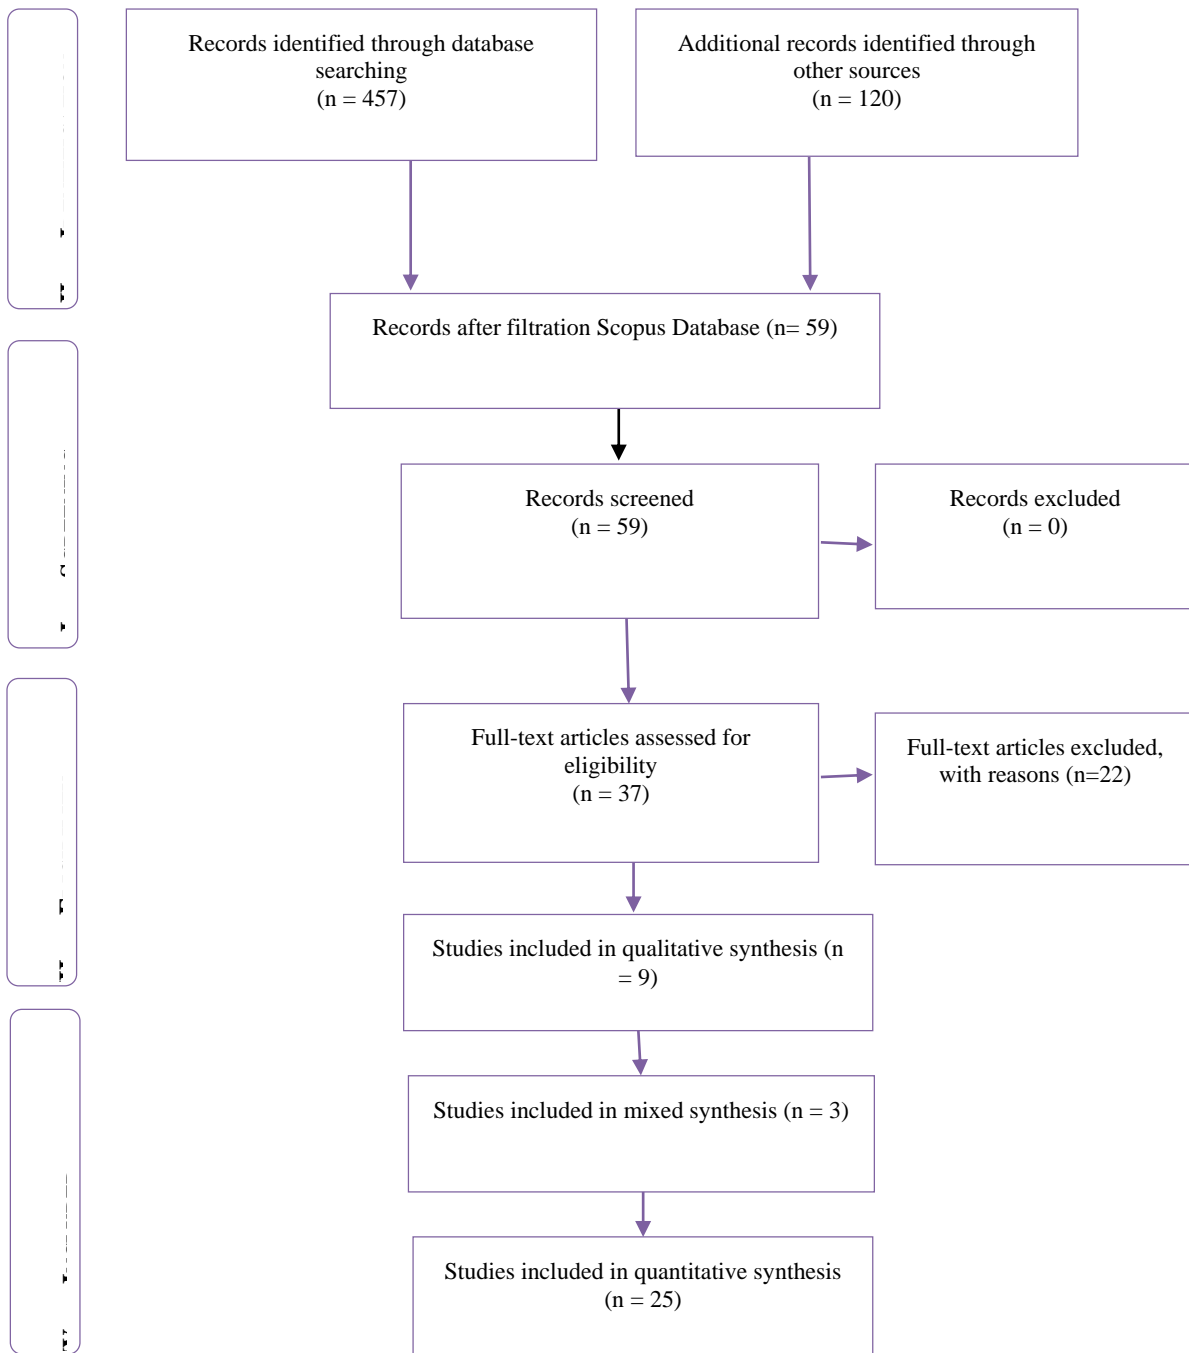 Records identified through database
searching
(n = 457)
Additional records identified through
other sources
(n = 120)
Records after filtration Scopus Database (n= 59)
Records screened
(n = 59)
Records excluded
(n = 0)
Full-text articles assessed for
eligibility
(n = 37)
Full-text articles excluded,
with reasons (n=22)
Studies included in qualitative synthesis (n
= 9)
Studies included in mixed synthesis (n = 3)
Studies included in quantitative synthesis
(n = 25)